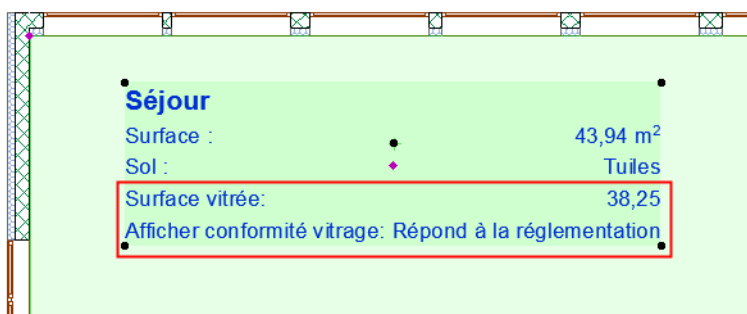 Séjour
Surface : 43,94 m²
Sol : Tuiles
Surface vitrée: 38,25
Afficher conformité vitrage: Répond à la réglementation